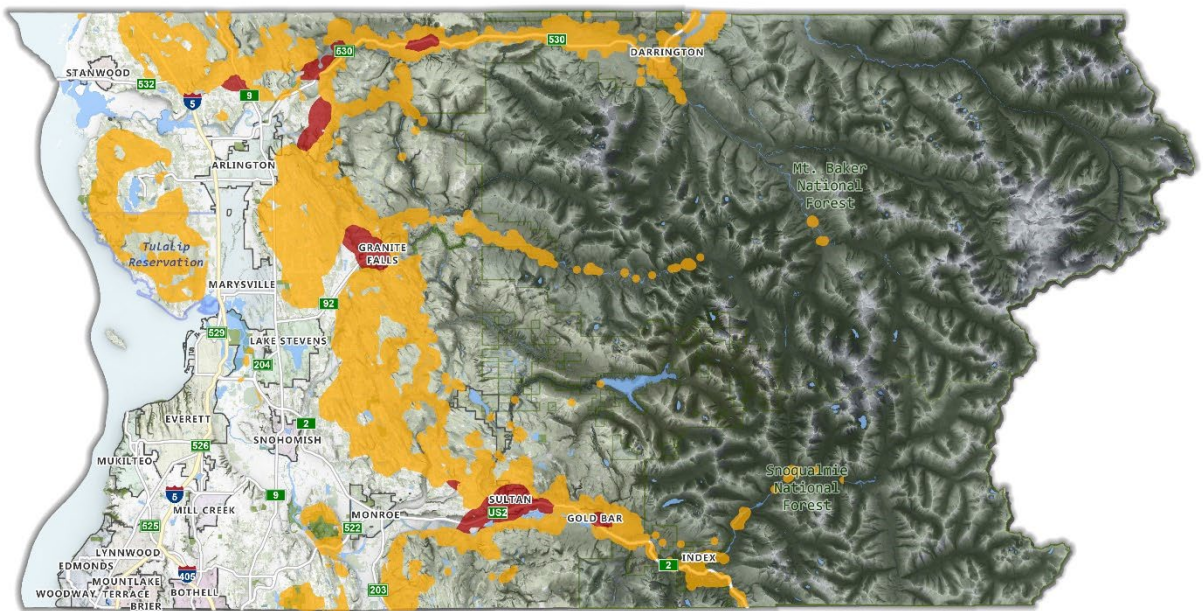 530
530
DARRINGTON
STANWOOD
532
5
9
ARLINGTON
Mt. Baker
National
Forest
Tulalip
Reservation
GRANITE
FALLS
MARYSVILLE
92
529
LAKE STEVENS
204
EVERETT
2
SNOHOMISH
526
MUKILTEO
Snoqualmie
National
Forest
5
9
SULTAN
MILL CREEK
US2
MONROE
GOLD BAR
525
522
LYNNWOOD
INDEX
EDMONDS
2
405
MOUNTLAKE
WOODWAY, TERRACE
BOTHELL
203
BRIER